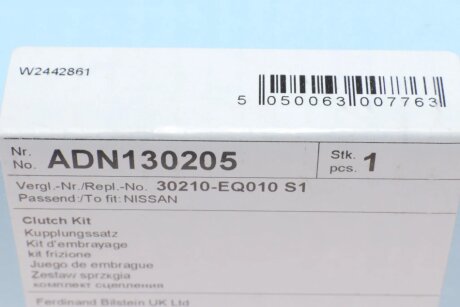 W2442861
5 050063 007763
Nr.
No. ADN130205
Stk.
pcs. 1
Vergl.-Nr./Repl.-No. 30210-EQ010 S1
Passend:/To fit: NISSAN
Clutch Kit
Kupplungssatz
Kit d'embrayage
kit frizione
Juego de embrague
Zestaw sprzęgia
комплект сцепления
Ferdinand Bilstein UK Ltd